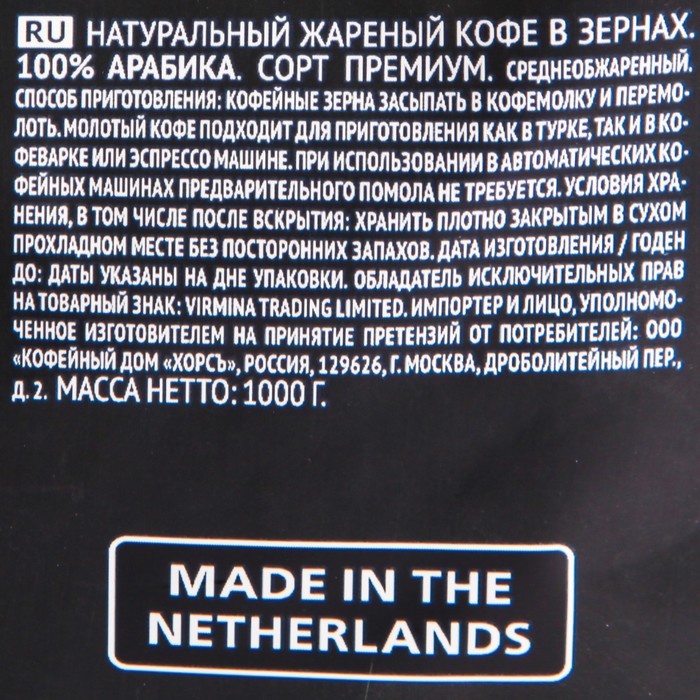 RU НАТУРАЛЬНЫЙ ЖАРЕНЫЙ КОФЕ В ЗЕРНАХ.
100% АРАБИКА. СОРТ ПРЕМИУМ. СРЕДНЕОБЖАРЕННЫЙ.
СПОСОБ ПРИГОТОВЛЕНИЯ: КОФЕЙНЫЕ ЗЕРНА ЗАСЫПАТЬ В КОФЕМОЛКУ И ПЕРЕМО-
ЛОТЬ. МОЛОТЫЙ КОФЕ ПОДХОДИТ ДЛЯ ПРИГОТОВЛЕНИЯ КАК В ТУРКЕ, ТАК И В КО-
ФЕВАРКЕ ИЛИ ЭСПРЕССО МАШИНЕ. ПРИ ИСПОЛЬЗОВАНИИ В АВТОМАТИЧЕСКИХ КО-
ФЕЙНЫХ МАШИНАХ ПРЕДВАРИТЕЛЬНОГО ПОМОЛА НЕ ТРЕБУЕТСЯ. УСЛОВИЯ ХРА-
НЕНИЯ, В ТОМ ЧИСЛЕ ПОСЛЕ ВСКРЫТИЯ: ХРАНИТЬ ПЛОТНО ЗАКРЫТЫМ В СУХОМ
ПРОХЛАДНОМ МЕСТЕ БЕЗ ПОСТОРОННИХ ЗАПАХОВ. ДАТА ИЗГОТОВЛЕНИЯ / ГОДЕН
ДО: ДАТЫ УКАЗАНЫ НА ДНЕ УПАКОВКИ. ОБЛАДАТЕЛЬ ИСКЛЮЧИТЕЛЬНЫХ ПРАВ
НА ТОВАРНЫЙ ЗНАК: VIRMINA TRADING LIMITED. ИМПОРТЕР И ЛИЦО, УПОЛНОМО-
ЧЕННОЕ ИЗГОТОВИТЕЛЕМ НА ПРИНЯТИЕ ПРЕТЕНЗИЙ ОТ ПОТРЕБИТЕЛЕЙ: ООО
«КОФЕЙНЫЙ ДОМ «ХОРСЪ», РОССИЯ, 129626, Г. МОСКВА, ДРОБОЛИТЕЙНЫЙ ПЕР.,
Д. 2. МАССА НЕТТО: 1000 Г.
MADE IN THE
NETHERLANDS